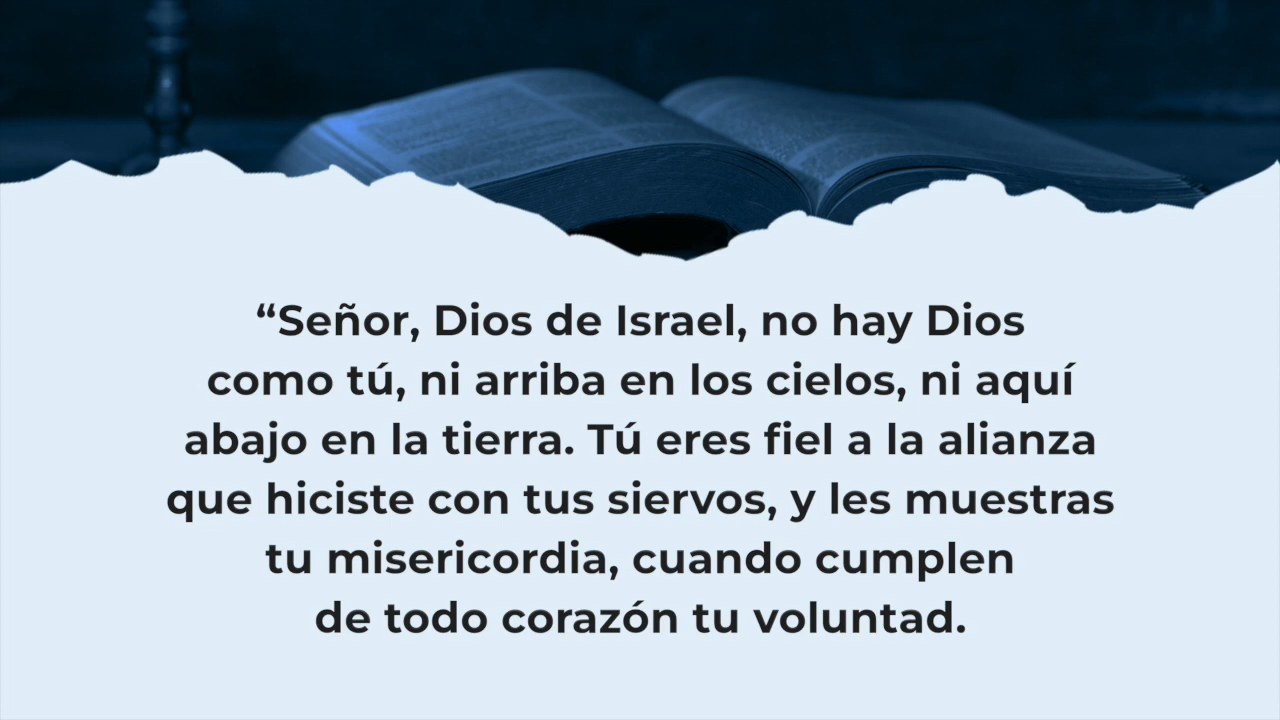 “Señor, Dios de Israel, no hay Dios
como tú, ni arriba en los cielos, ni aquí
abajo en la tierra. Tú eres fiel a la alianza
que hiciste con tus siervos, y les muestras
tu misericordia, cuando cumplen
de todo corazón tu voluntad.